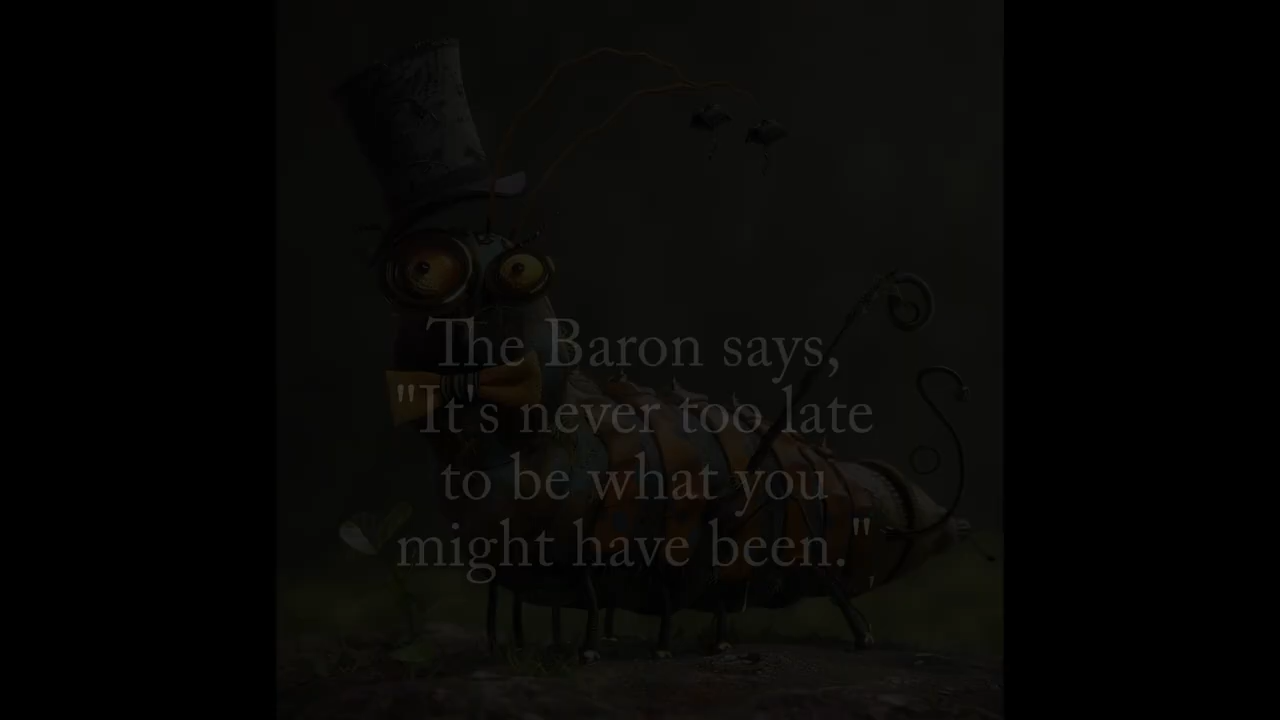 The Baron says,
"It's never too late
to be what you
might have been."